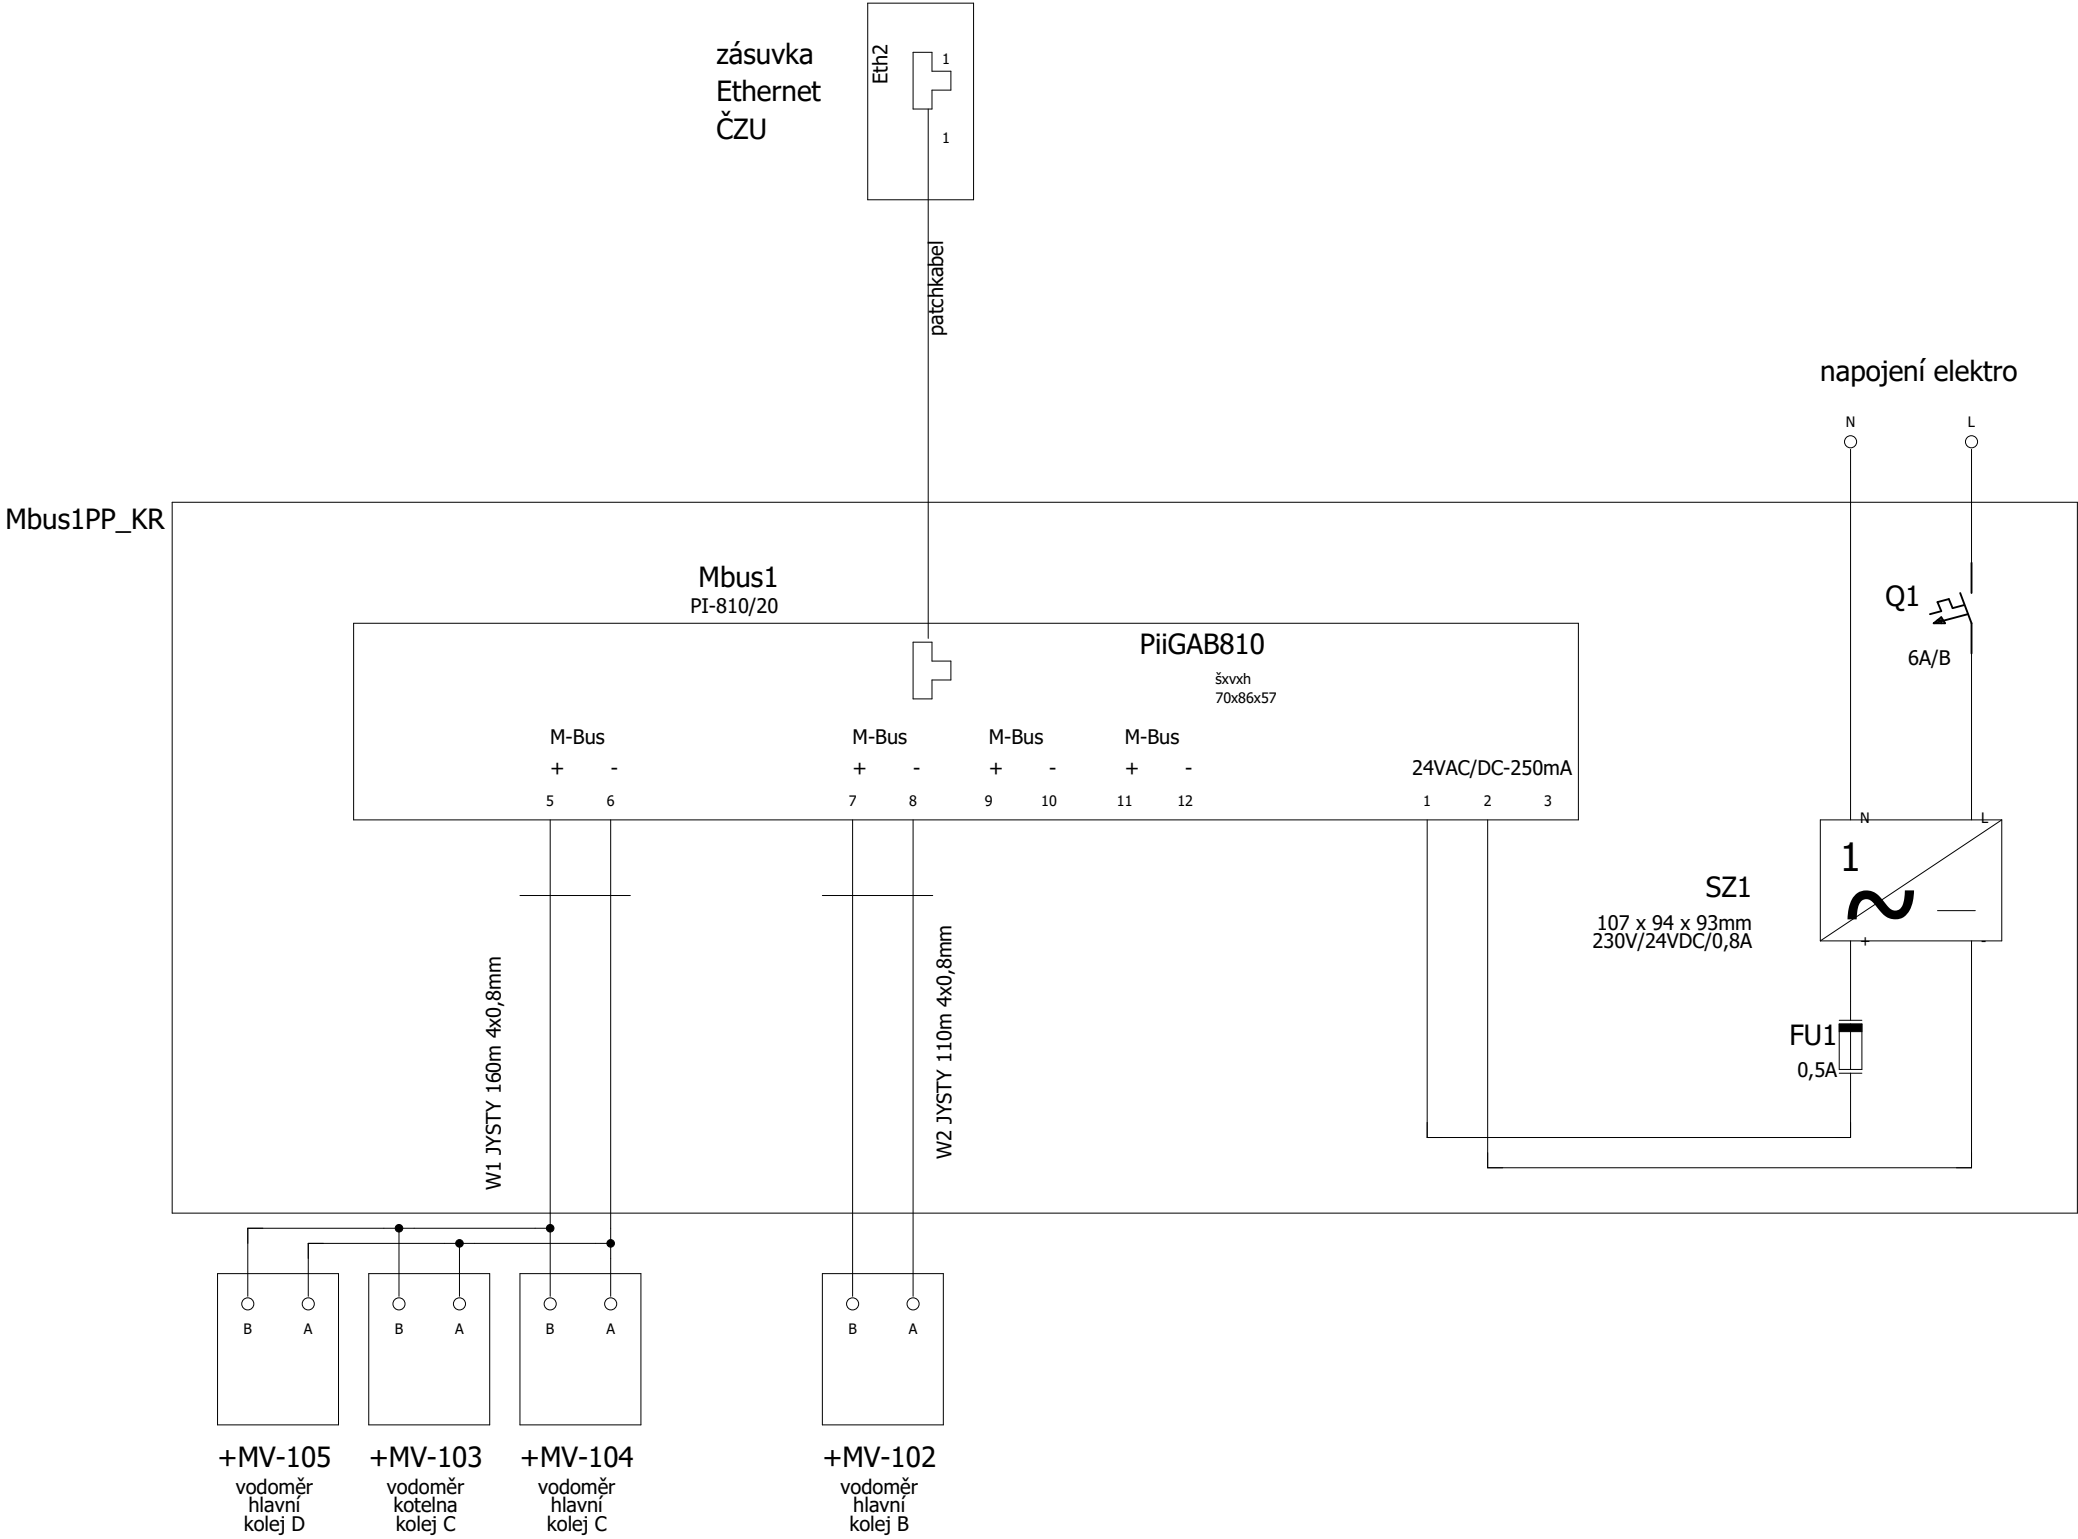 zásuvka
Ethernet
ČZU
Eth2
1
1
patchkabel
napojení elektro
N
L
Mbus1PP_KR
Mbus1
PI-810/20
PiiGAB810
šxvxh
70x86x57
Q1
6A/B
M-Bus
M-Bus
M-Bus
M-Bus
+ -
+ -
+ -
+ -
24VAC/DC-250mA
5 6
7 8
9 10
11 12
1 2 3
N
L
1
SZ1
107 x 94 x 93mm
230V/24VDC/0,8A
+
-
W1 JYSTY 160m 4x0,8mm
W2 JYSTY 110m 4x0,8mm
FU1
0,5A
B A
B A
B A
B A
+MV-105
vodoměr
hlavní
kolej D
+MV-103
vodoměr
kotelna
kolej C
+MV-104
vodoměr
hlavní
kolej C
+MV-102
vodoměr
hlavní
kolej B